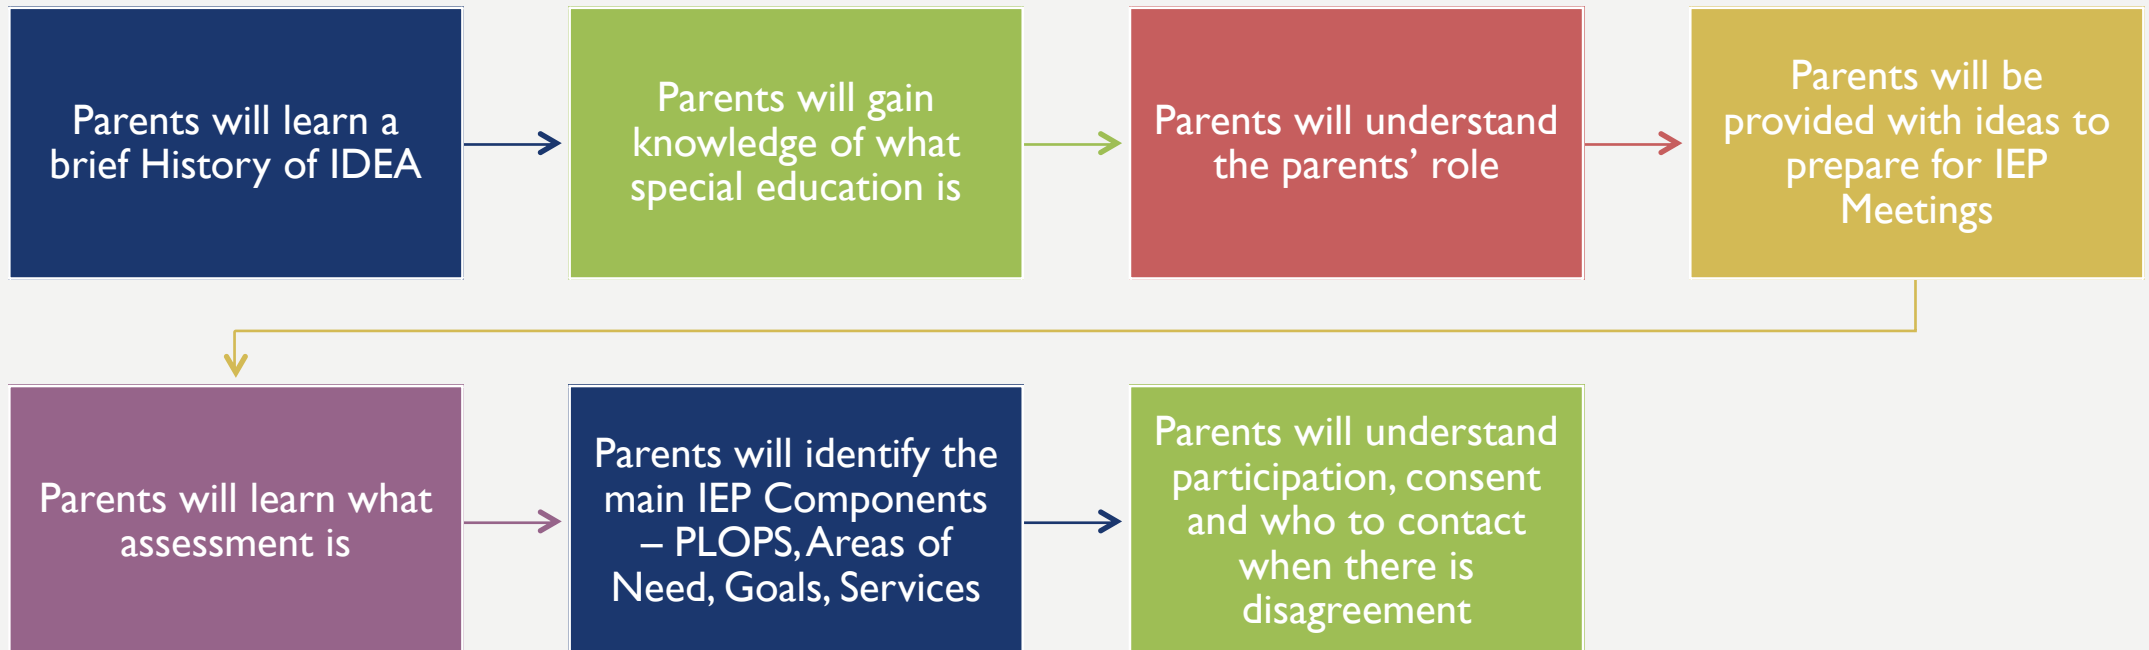 Parents will learn a
brief History of IDEA
Parents will gain
knowledge of what
special education is
Parents will understand
the parents’ role
Parents will be
provided with ideas to
prepare for IEP
Meetings
Parents will learn what
assessment is
Parents will identify the
main IEP Components
– PLOPS, Areas of
Need, Goals, Services
Parents will understand
participation, consent
and who to contact
when there is
disagreement